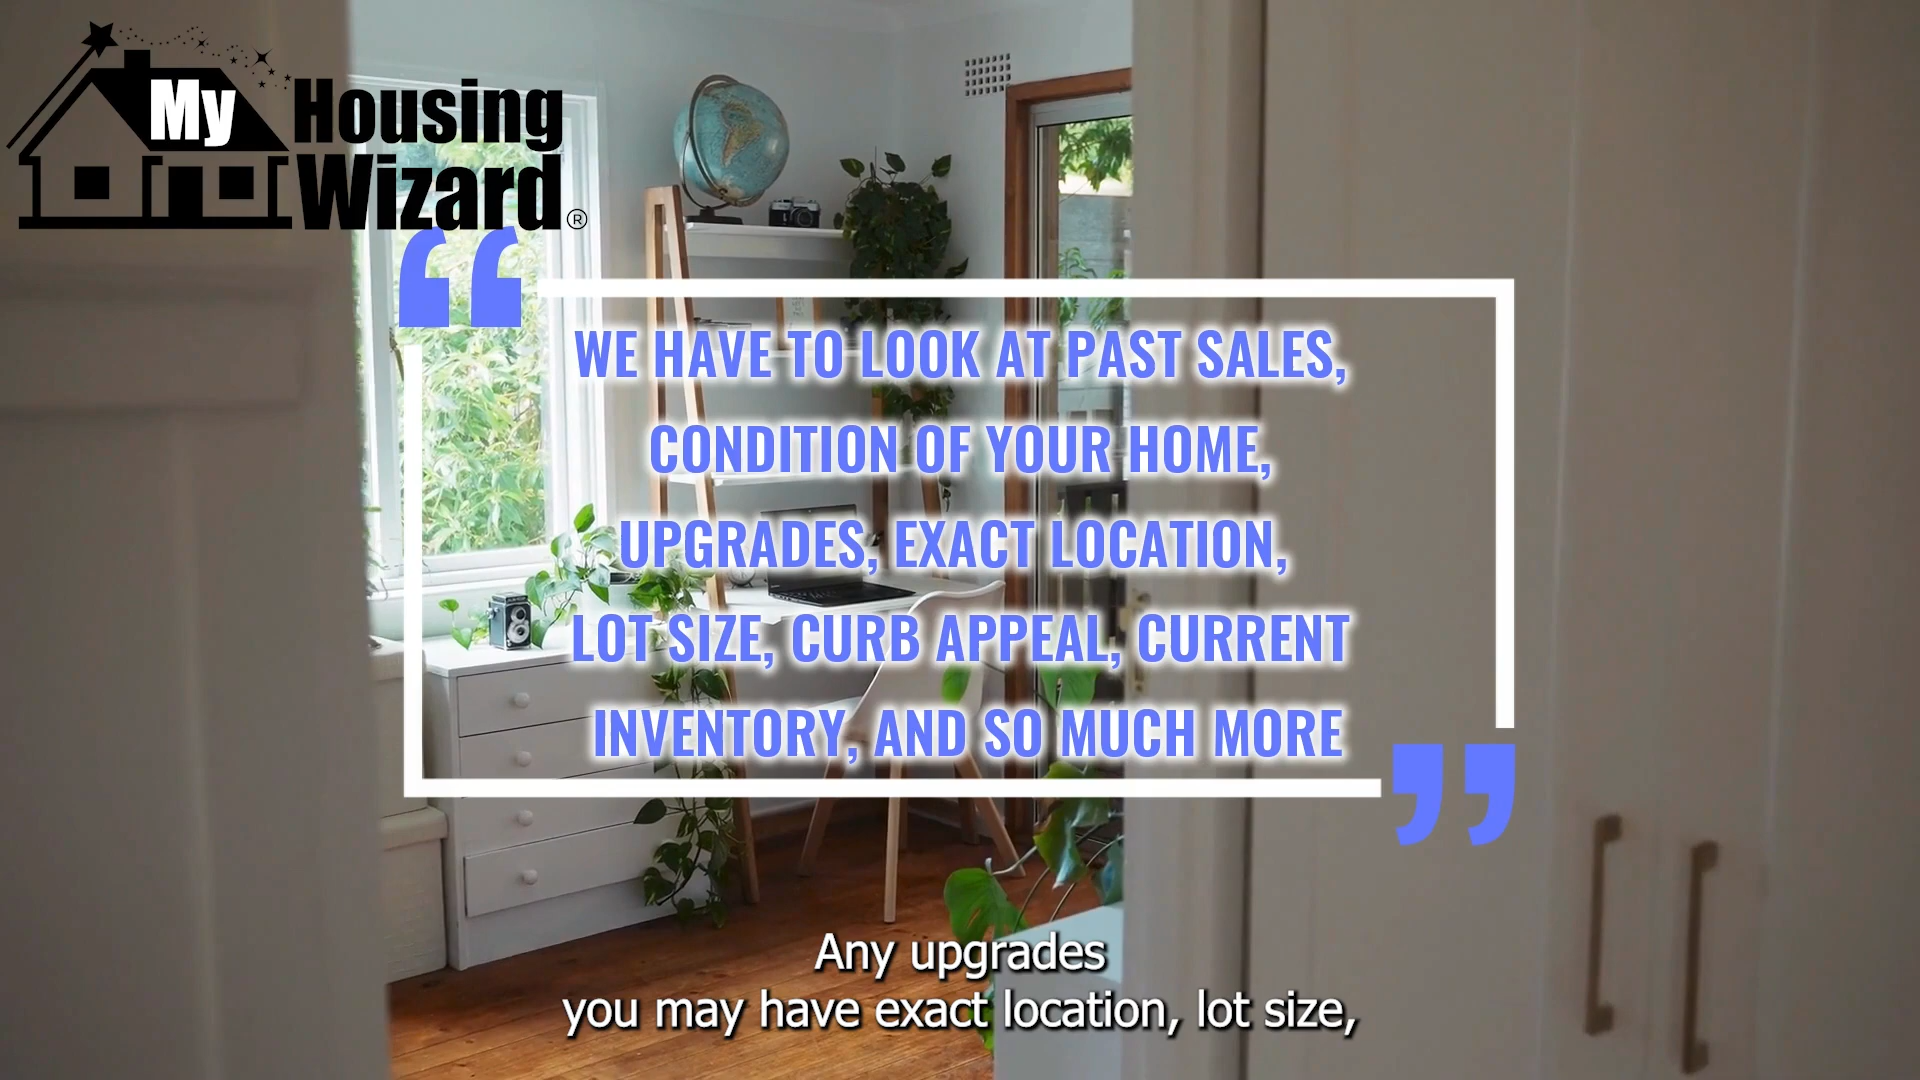 My Housing
Wizard®
“
WE HAVE TO LOOK AT PAST SALES,
CONDITION OF YOUR HOME,
UPGRADES, EXACT LOCATION,
LOT SIZE, CURB APPEAL, CURRENT
INVENTORY, AND SO MUCH MORE
”
Any upgrades
you may have exact location, lot size,